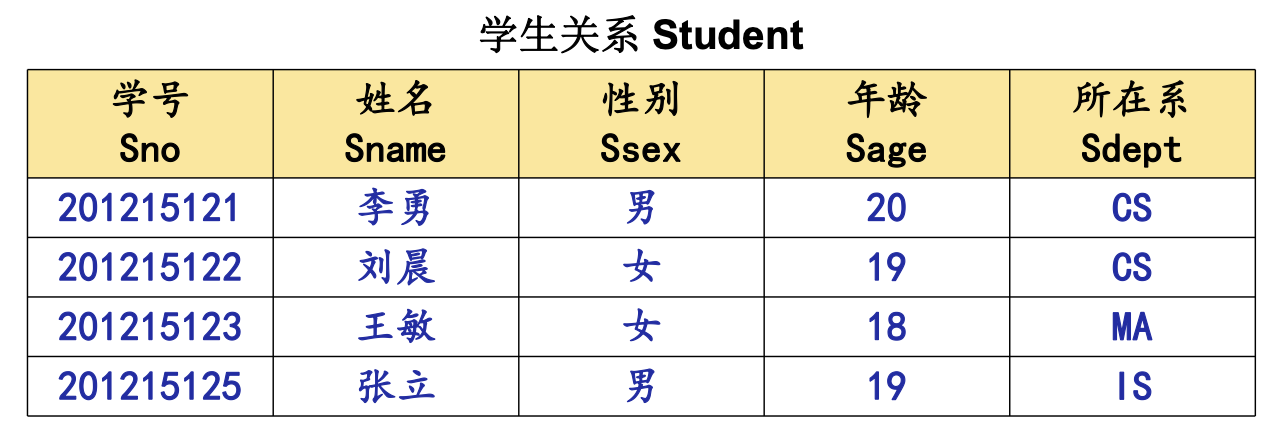 学生关系 Student
学号 姓名 性别 年龄 所在系
Sno Sname Ssex Sage Sdept
201215121 李勇 男 20 CS
201215122 刘晨 女 19 CS
201215123 王敏 女 18 MA
201215125 张立 男 19 IS